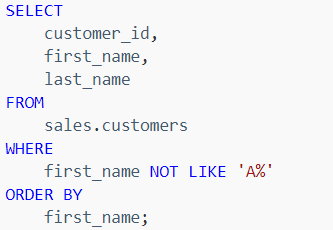 SELECT
    customer_id,
    first_name,
    last_name
FROM
    sales.customers
WHERE
    first_name NOT LIKE 'A%'
ORDER BY
    first_name;